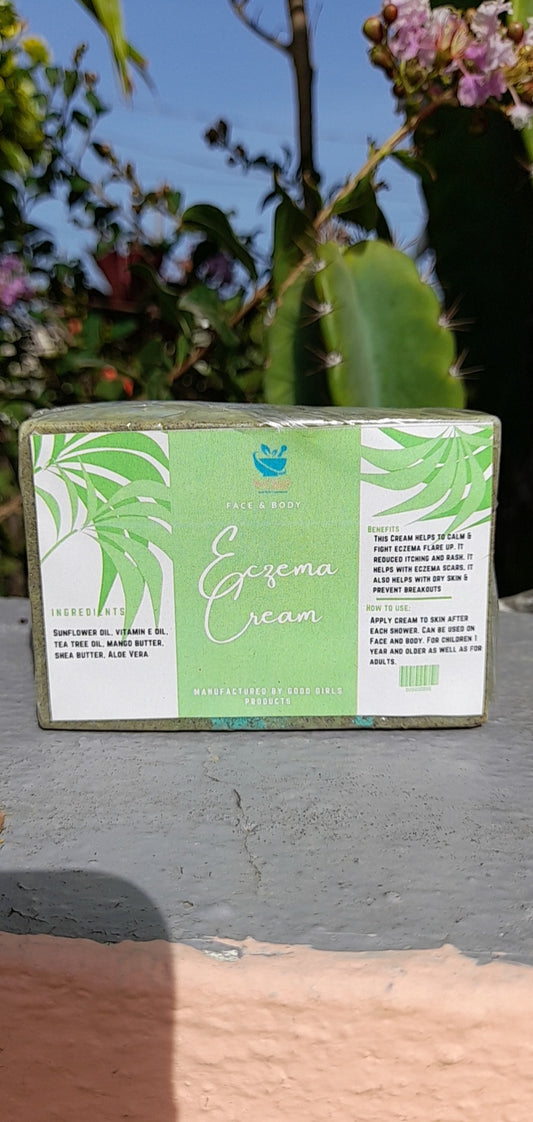 FACE & BODY
Eczema
Cream
MANUFACTURED BY GOOD GIRLS
PRODUCTS
INGREDIENTS
SUNFLOWER OIL, VITAMIN E OIL,
TEA TREE OIL, MANGO BUTTER,
SHEA BUTTER, ALOE VERA
BENEFITS
THIS CREAM HELPS TO CALM &
FIGHT ECZEMA FLARE UP. IT
REDUCED ITCHING AND RASH. IT
HELPS WITH ECZEMA SCARS, IT
ALSO HELPS WITH DRY SKIN &
PREVENT BREAKOUTS
HOW TO USE:
APPLY CREAM TO SKIN AFTER
EACH SHOWER. CAN BE USED ON
FACE AND BODY. FOR CHILDREN 1
YEAR AND OLDER AS WELL AS FOR
ADULTS.